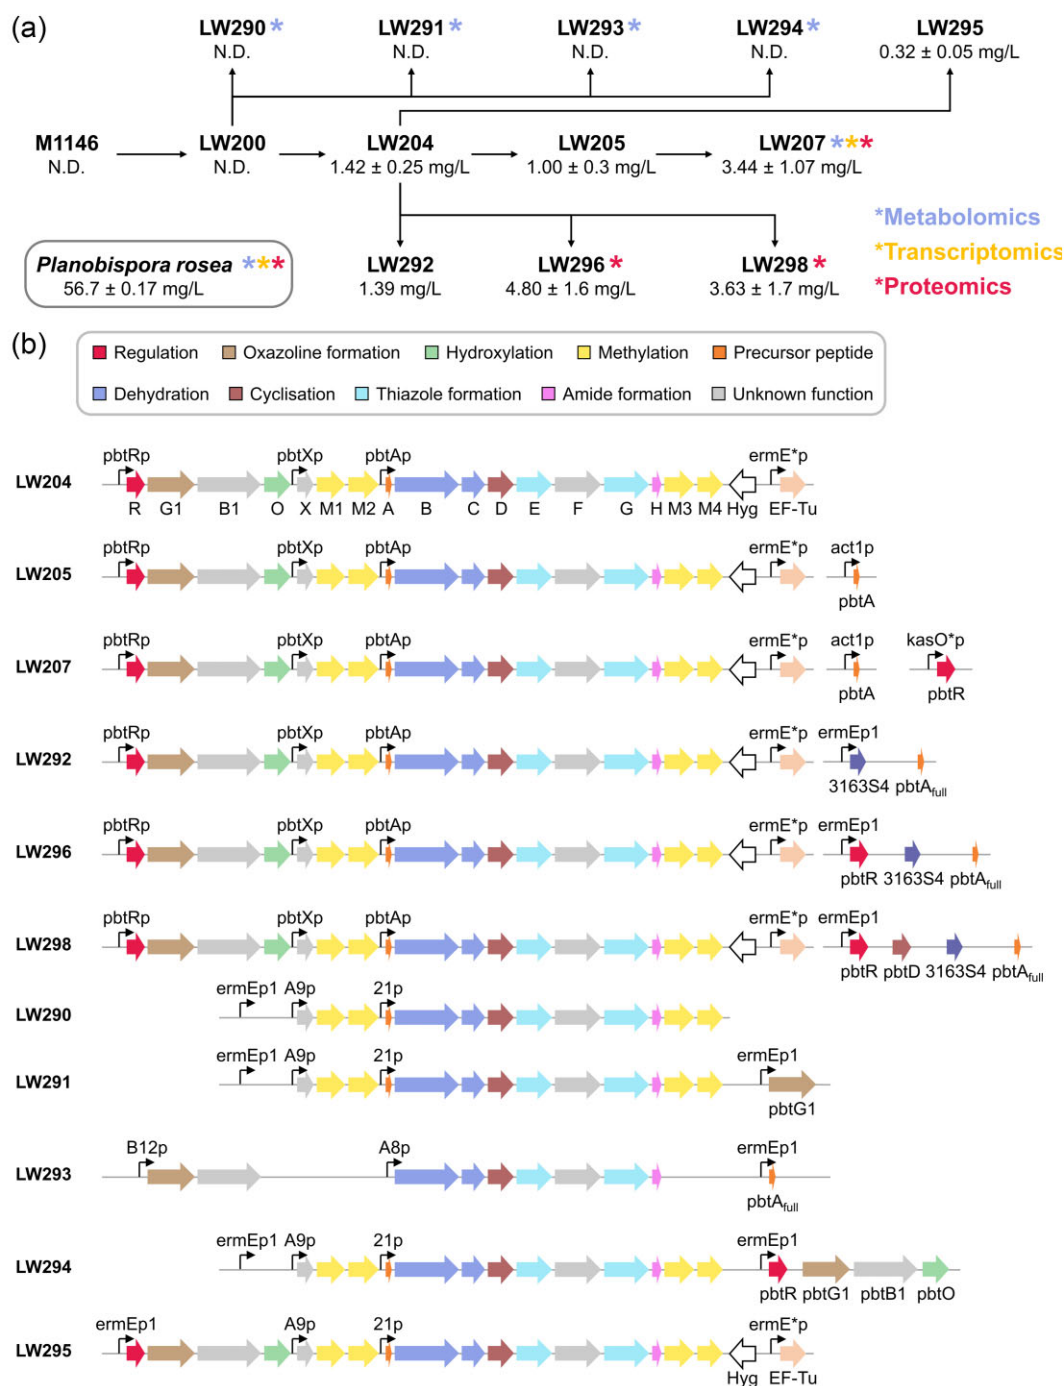 (a)
LW290 * LW291 * LW293 * LW294 * LW295
N.D. N.D. N.D. N.D. 0.32 ± 0.05 mg/L
M1146 LW200 LW204 LW205 LW207 ***
N.D. N.D. 1.42 ± 0.25 mg/L 1.00 ± 0.3 mg/L 3.44 ± 1.07 mg/L
*Metabolomics
*Transcriptomics
*Proteomics
Planobispora rosea ***
56.7 ± 0.17 mg/L
LW292 LW296 * LW298 *
1.39 mg/L 4.80 ± 1.6 mg/L 3.63 ± 1.7 mg/L
(b)
Regulation Oxazoline formation Hydroxylation Methylation Precursor peptide
Dehydration Cyclisation Thiazole formation Amide formation Unknown function
pbtRp pbtXp pbtAp ermE*p
LW204
R G1 B1 O X M1 M2 A B C D E F G H M3 M4 Hyg EF-Tu
pbtRp pbtXp pbtAp ermE*p act1p
LW205
pbtA
pbtRp pbtXp pbtAp ermE*p act1p kasO*p
LW207
pbtA pbtR
pbtRp pbtXp pbtAp ermE*p ermEp1
LW292
3163S4 pbtAfull
pbtRp pbtXp pbtAp ermE*p ermEp1
LW296
pbtR 3163S4 pbtAfull
pbtRp pbtXp pbtAp ermE*p ermEp1
LW298
pbtR pbtD 3163S4 pbtAfull
ermEp1 A9p 21p
LW290
ermEp1 A9p 21p ermEp1
LW291
pbtG1
B12p A8p ermEp1
LW293
pbtAfull
ermEp1 A9p 21p ermEp1
LW294
pbtR pbtG1 pbtB1 pbtO
ermEp1 A9p 21p ermE*p
LW295
Hyg EF-Tu